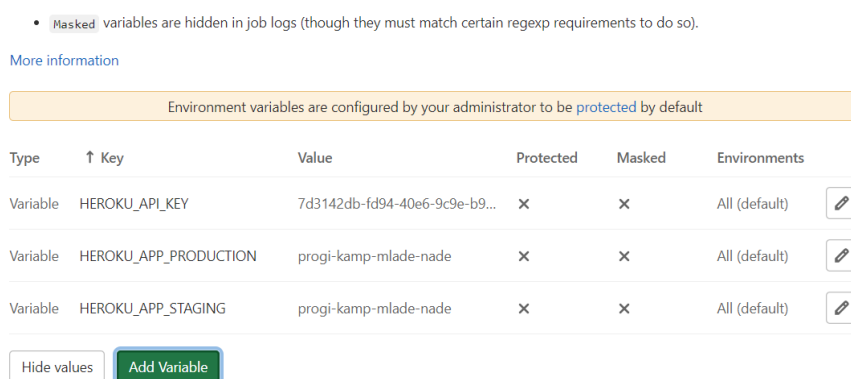 Masked variables are hidden in job logs (though they must match certain regexp requirements to do so).
More information
Environment variables are configured by your administrator to be protected by default
Type ↑ Key Value Protected Masked Environments
Variable HEROKU_API_KEY 7d3142db-fd94-40e6-9c9e-b9... × × All (default)
Variable HEROKU_APP_PRODUCTION progi-kamp-mlade-nade × × All (default)
Variable HEROKU_APP_STAGING progi-kamp-mlade-nade × × All (default)
Hide values Add Variable